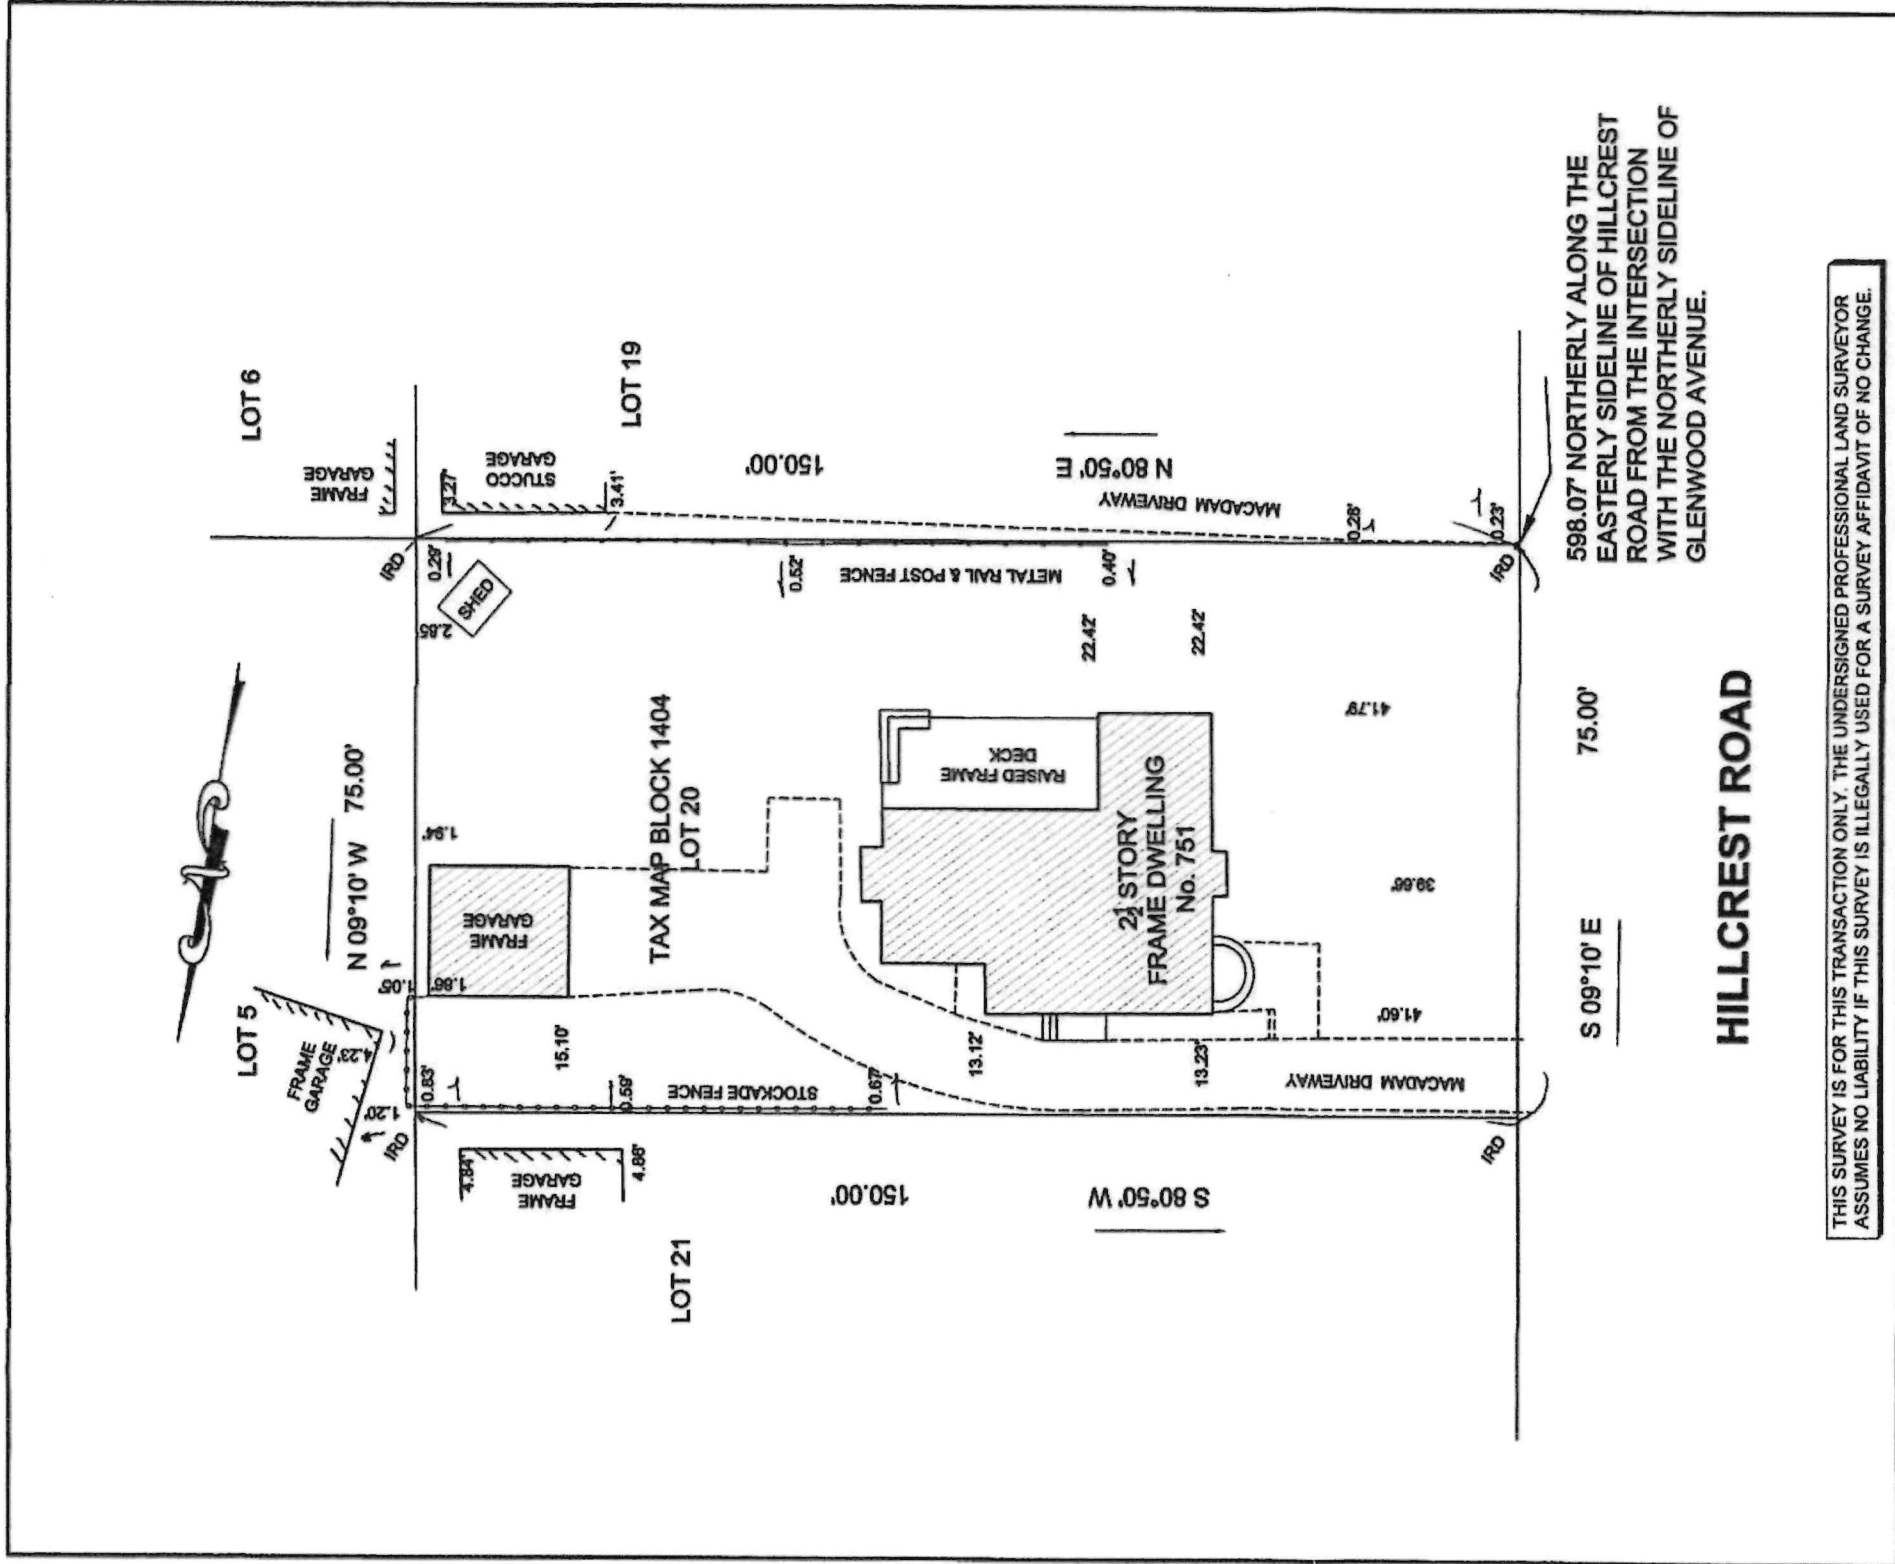 LOT 6
FRAME
GARAGE
3.27'
STUCCO
GARAGE
3.41'
LOT 19
150.00'
N 80°50' E
MACADAM DRIVEWAY
0.26'
0.23'
IRD
0.29'
SHED
2.85'
0.52'
METAL RAIL & POST FENCE
0.40'
IRD
598.07' NORTHERLY ALONG THE
EASTERLY SIDELINE OF HILLCREST
ROAD FROM THE INTERSECTION
WITH THE NORTHERLY SIDELINE OF
GLENWOOD AVENUE.
22.42'
22.42'
N 09°10' W 75.00'
1.94'
FRAME
GARAGE
1.86'
1.05'
TAX MAP BLOCK 1404
LOT 20
RAISED FRAME
DECK
2 1/2 STORY
FRAME DWELLING
No. 751
41.79'
39.66'
41.60'
75.00'
S 09°10' E
HILLCREST ROAD
LOT 5
FRAME
GARAGE
4.23'
1.20'
IRD
0.83'
15.10'
0.59'
STOCKADE FENCE
0.67'
13.12'
13.23'
MACADAM DRIVEWAY
IRD
4.84'
FRAME
GARAGE
4.86'
150.00'
S 80°50' W
LOT 21
THIS SURVEY IS FOR THIS TRANSACTION ONLY. THE UNDERSIGNED PROFESSIONAL LAND SURVEYOR
ASSUMES NO LIABILITY IF THIS SURVEY IS ILLEGALLY USED FOR A SURVEY AFFIDAVIT OF NO CHANGE.